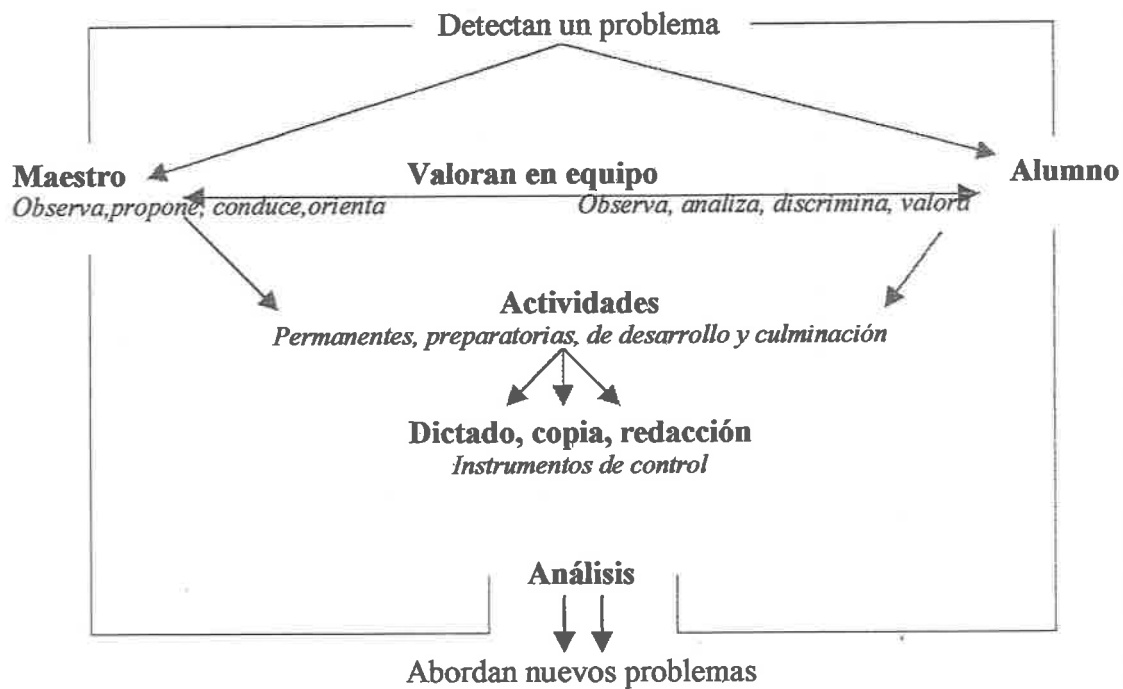 Detectan un problema
Maestro
Valoran en equipo
Alumno
Observa,propone, conduce,orienta
Observa, analiza, discrimina, valora
Actividades
Permanentes, preparatorias, de desarrollo y culminación
Dictado, copia, redacción
Instrumentos de control
Análisis
Abordan nuevos problemas